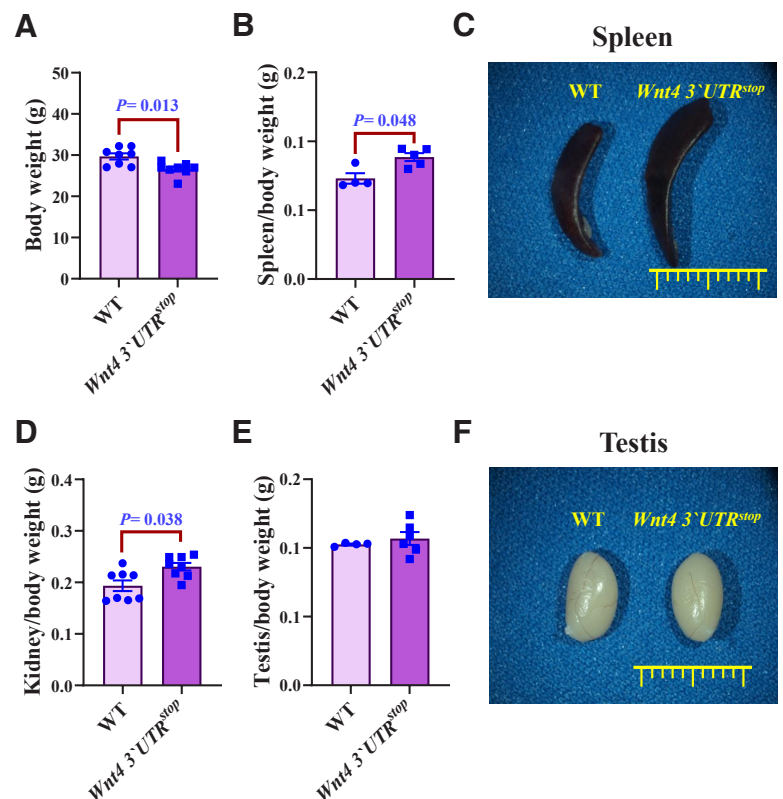 A
Body weight (g)
50
40
30
20
10
0
P= 0.013
WT
Wnt4 3`UTRstop
B
Spleen/body weight (g)
0.2
0.1
0.1
0.0
P= 0.048
WT
Wnt4 3`UTRstop
C
Spleen
WT
Wnt4 3`UTRstop
D
Kidney/body weight (g)
0.4
0.3
0.2
0.1
0.0
P= 0.038
WT
Wnt4 3`UTRstop
E
Testis/body weight (g)
0.2
0.1
0.1
0.0
WT
Wnt4 3`UTRstop
F
Testis
WT
Wnt4 3`UTRstop